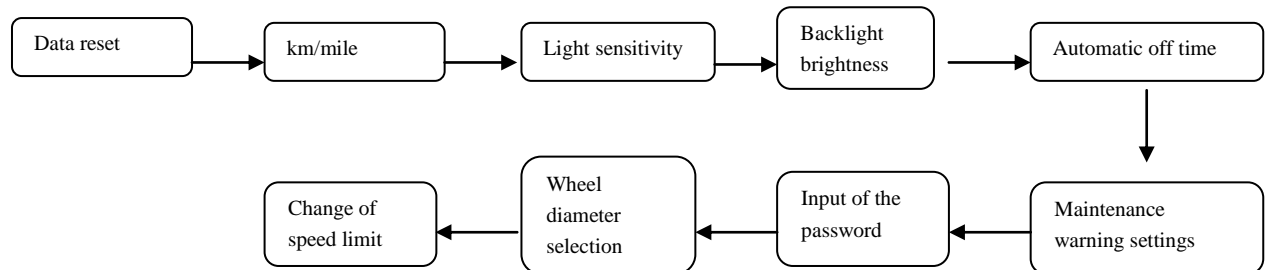 Data reset
km/mile
Light sensitivity
Backlight
brightness
Automatic off time
Maintenance
warning settings
Input of the
password
Wheel
diameter
selection
Change of
speed limit